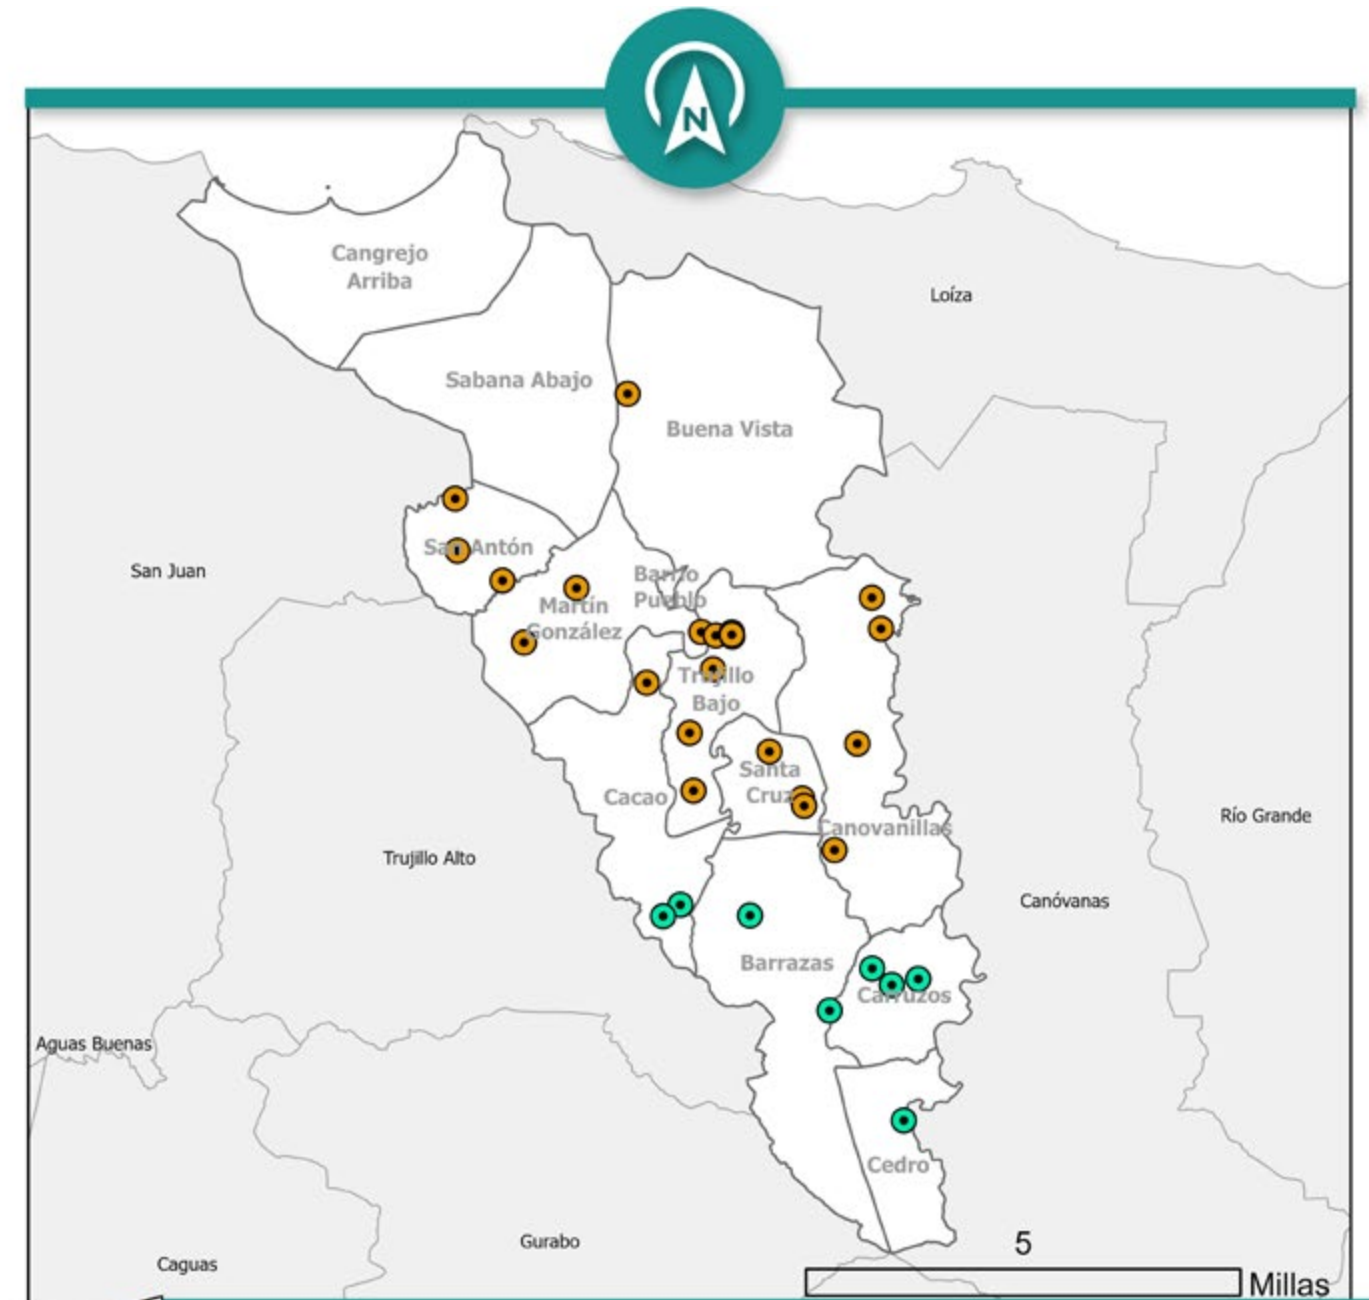 N
Cangrejo
Arriba
Loíza
Sabana Abajo
Buena Vista
San Antón
San Juan
Barrio
Pueblo
Martín
González
Trujillo
Bajo
Santa
Cruz
Cacao
Canovanillas
Río Grande
Trujillo Alto
Canóvanas
Barrazas
Carruzos
Aguas Buenas
Cedro
Gurabo
Caguas
5
Millas